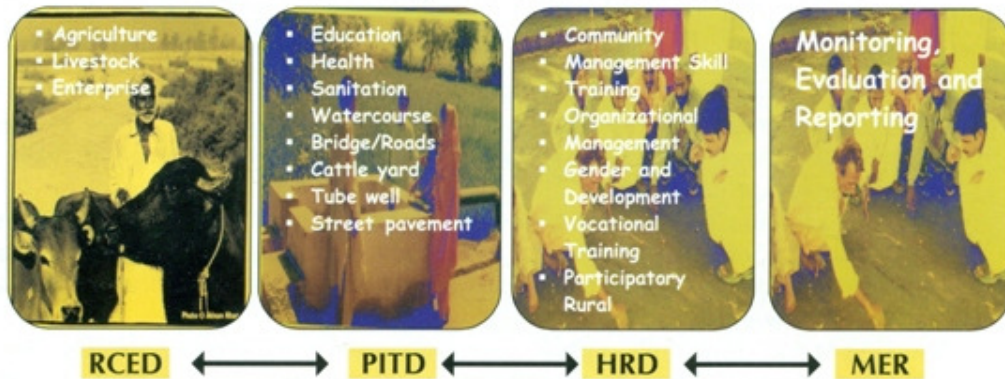 Agriculture
Livestock
Enterprise
Education
Health
Sanitation
Watercourse
Bridge/Roads
Cattle yard
Tube well
Street pavement
Community
Management Skill
Training
Organizational
Management
Gender and
Development
Vocational
Training
Participatory
Rural
Monitoring,
Evaluation and
Reporting
RCED
PITD
HRD
MER